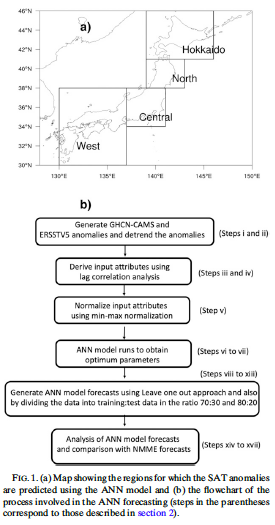 46°N
a)
44°N
Hokkaido
42°N
40°N
North
38°N
36°N
Central
34°N
West
32°N
30°N
130°E 135°E 140°E 145°E 150°E
b)
Generate GHCN-CAMS and
ERSSTV5 anomalies and detrend the anomalies
(Steps i and ii)
Derive input attributes using
lag correlation analysis
(Steps iii and iv)
Normalize input attributes
using min-max normalization
(Step v)
ANN model runs to obtain
optimum parameters
(Steps vi to vii)
(Steps viii to xiii)
Generate ANN model forecasts using Leave one out approach and also
by dividing the data into training:test data in the ratio 70:30 and 80:20
Analysis of ANN model forecasts
and comparison with NMME forecasts
(Steps xiv to xvii)
FIG. 1. (a) Map showing the regions for which the SAT anomalies
are predicted using the ANN model and (b) the flowchart of the
process involved in the ANN forecasting (steps in the parentheses
correspond to those described in section 2).